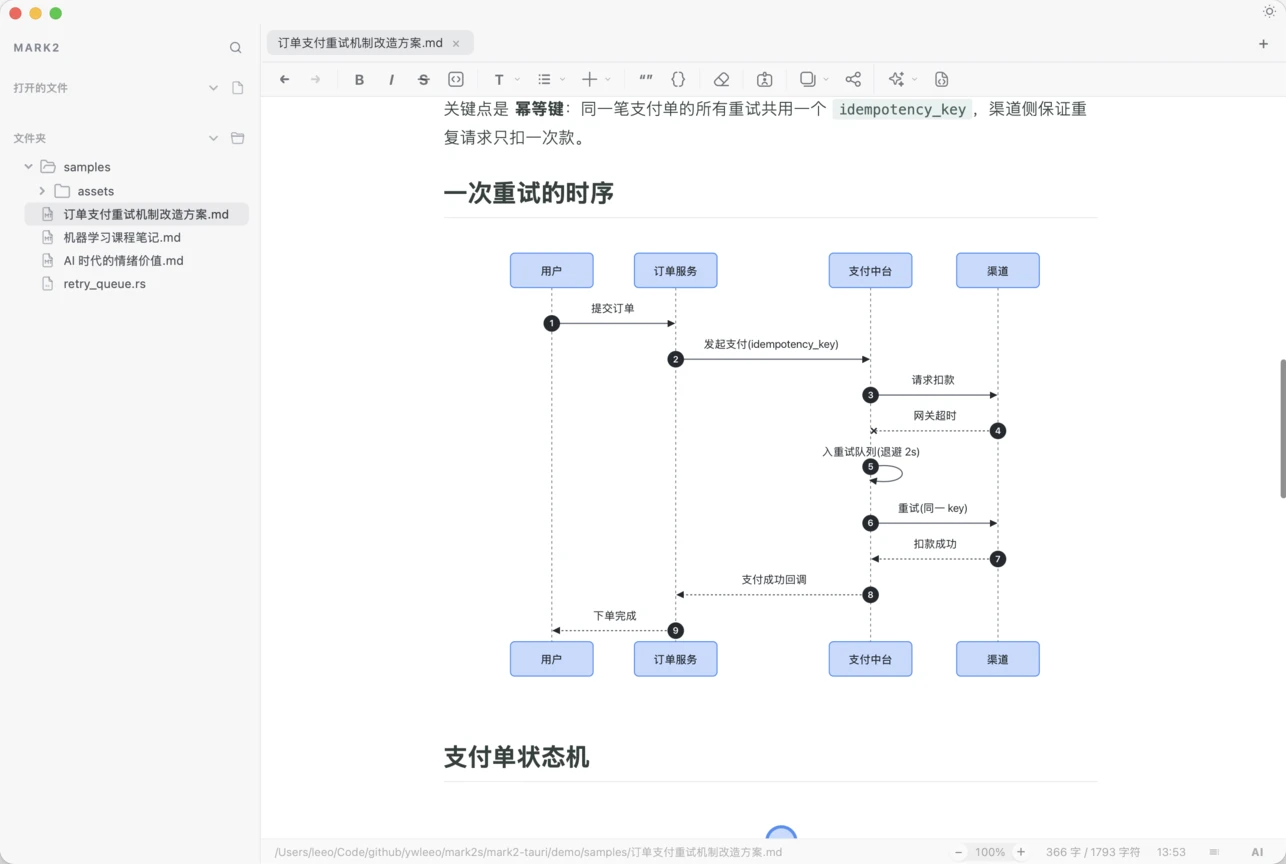 MARK2
打开的文件
文件夹
samples
assets
订单支付重试机制改造方案.md
机器学习课程笔记.md
AI 时代的情绪价值.md
retry_queue.rs
订单支付重试机制改造方案.md ×
+
B I S T + “” {}
关键点是 幂等键：同一笔支付单的所有重试共用一个 idempotency_key，渠道侧保证重
复请求只扣一次款。
一次重试的时序
用户 订单服务 支付中台 渠道
提交订单
1
发起支付(idempotency_key)
2
请求扣款
3
网关超时
4
入重试队列(退避 2s)
5
重试(同一 key)
6
扣款成功
7
支付成功回调
8
下单完成
9
用户 订单服务 支付中台 渠道
支付单状态机
/Users/leeo/Code/github/ywleeo/mark2s/mark2-tauri/demo/samples/订单支付重试机制改造方案.md − 100% + 366 字 / 1793 字符 13:53 AI